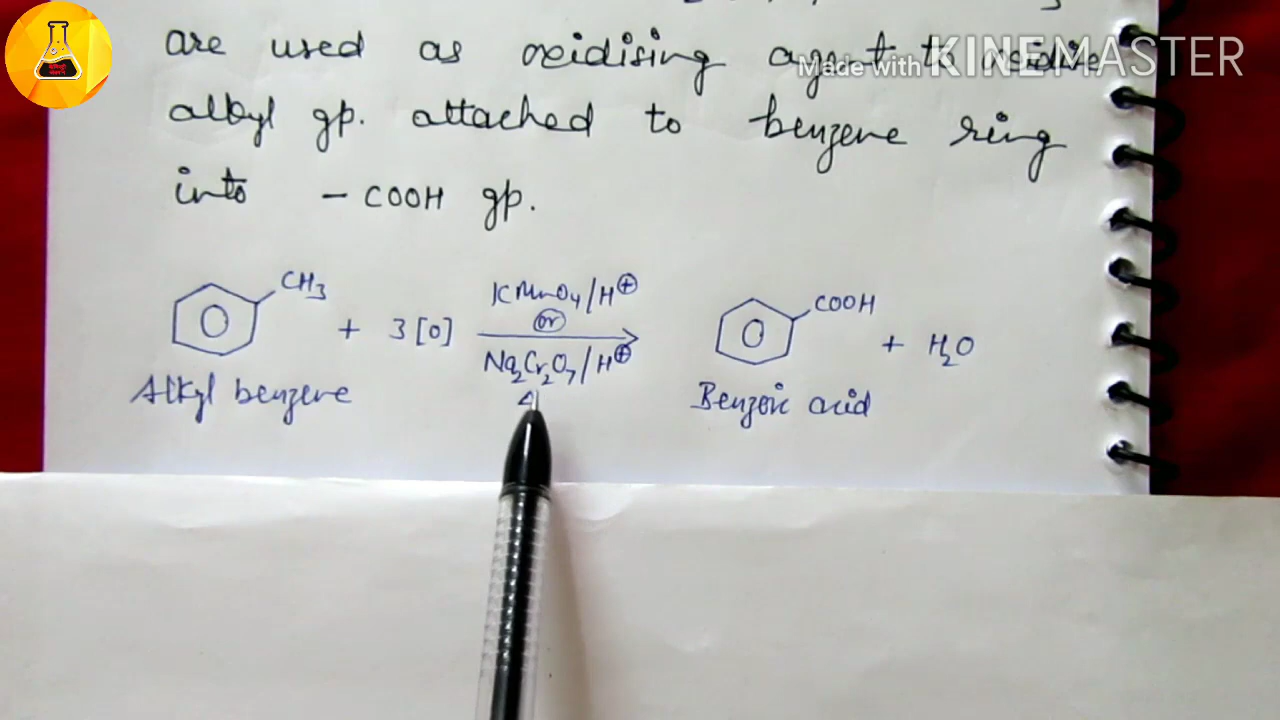 are used as oxidising agent to oxidise
Made with KINEMASTER
alkyl gp. attached to benzene ring
into - COOH gp.
CH3
+ 3 [O]
KMnO4/H⊕
or
Na2Cr2O7/H⊕
Δ
COOH
+ H2O
Alkyl benzene
Benzoic acid